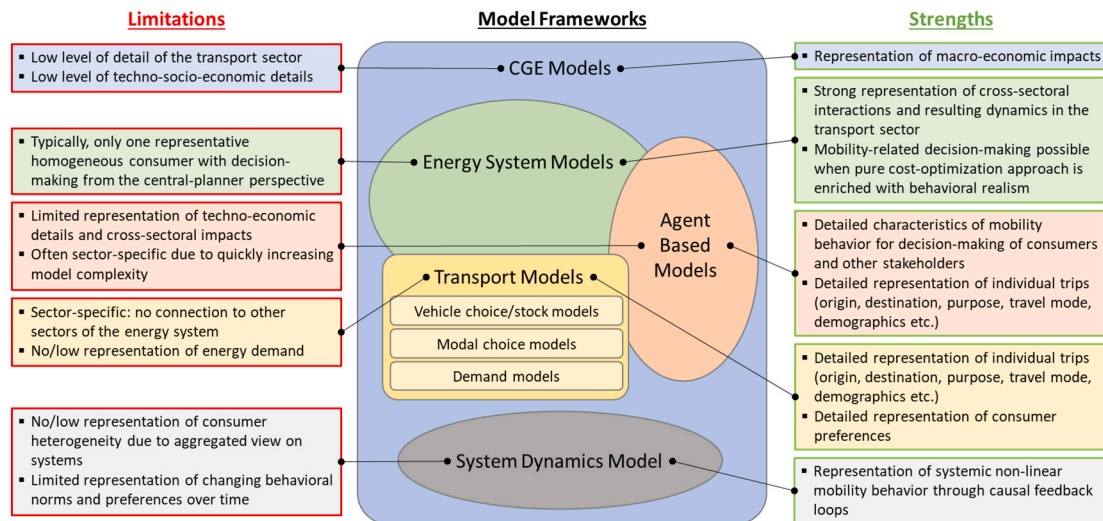 Limitations
Model Frameworks
Strengths
▪ Low level of detail of the transport sector
▪ Low level of techno-socio-economic details
▪ Typically, only one representative
homogeneous consumer with decision-
making from the central-planner perspective
▪ Limited representation of techno-economic
details and cross-sectoral impacts
▪ Often sector-specific due to quickly increasing
model complexity
▪ Sector-specific: no connection to other
sectors of the energy system
▪ No/low representation of energy demand
▪ No/low representation of consumer
heterogeneity due to aggregated view on
systems
▪ Limited representation of changing behavioral
norms and preferences over time
CGE Models
Energy System Models
Agent
Based
Models
Transport Models
Vehicle choice/stock models
Modal choice models
Demand models
System Dynamics Model
▪ Representation of macro-economic impacts
▪ Strong representation of cross-sectoral
interactions and resulting dynamics in the
transport sector
▪ Mobility-related decision-making possible
when pure cost-optimization approach is
enriched with behavioral realism
▪ Detailed characteristics of mobility
behavior for decision-making of consumers
and other stakeholders
▪ Detailed representation of individual trips
(origin, destination, purpose, travel mode,
demographics etc.)
▪ Detailed representation of individual trips
(origin, destination, purpose, travel mode,
demographics etc.)
▪ Detailed representation of consumer
preferences
▪ Representation of systemic non-linear
mobility behavior through causal feedback
loops